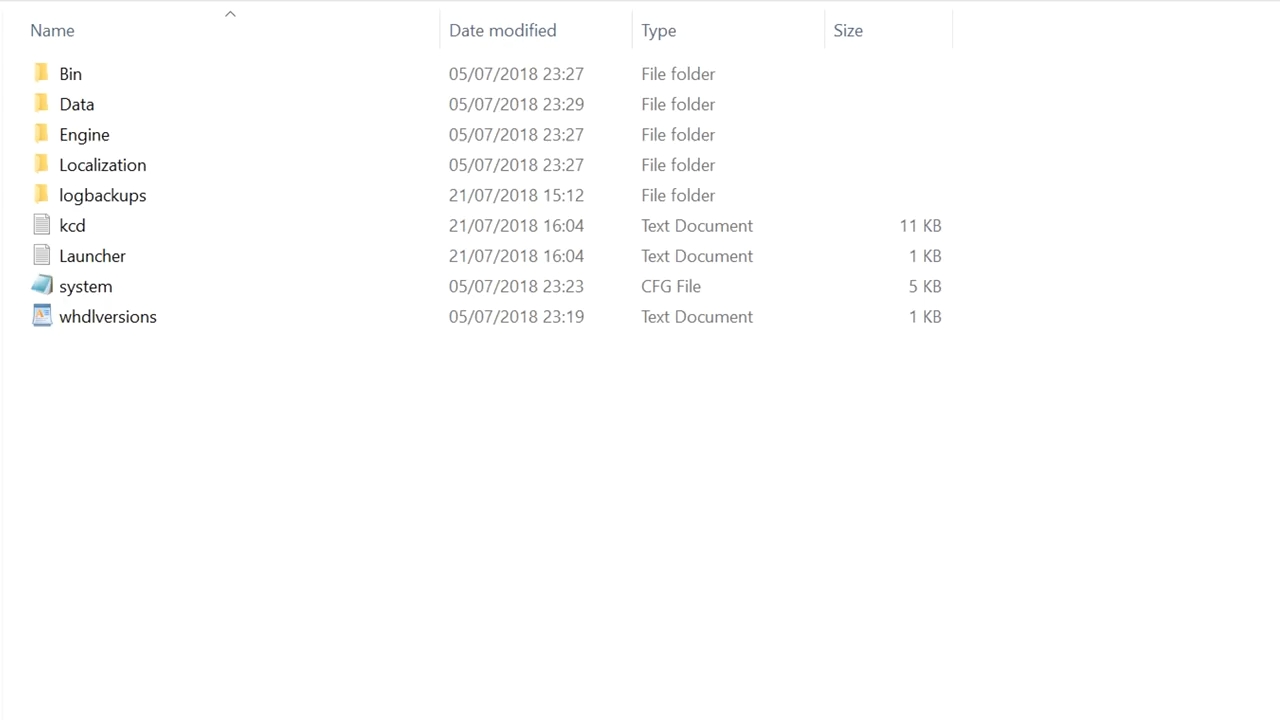 Name Date modified Type Size
Bin 05/07/2018 23:27 File folder
Data 05/07/2018 23:29 File folder
Engine 05/07/2018 23:27 File folder
Localization 05/07/2018 23:27 File folder
logbackups 21/07/2018 15:12 File folder
kcd 21/07/2018 16:04 Text Document 11 KB
Launcher 21/07/2018 16:04 Text Document 1 KB
system 05/07/2018 23:23 CFG File 5 KB
whdlversions 05/07/2018 23:19 Text Document 1 KB